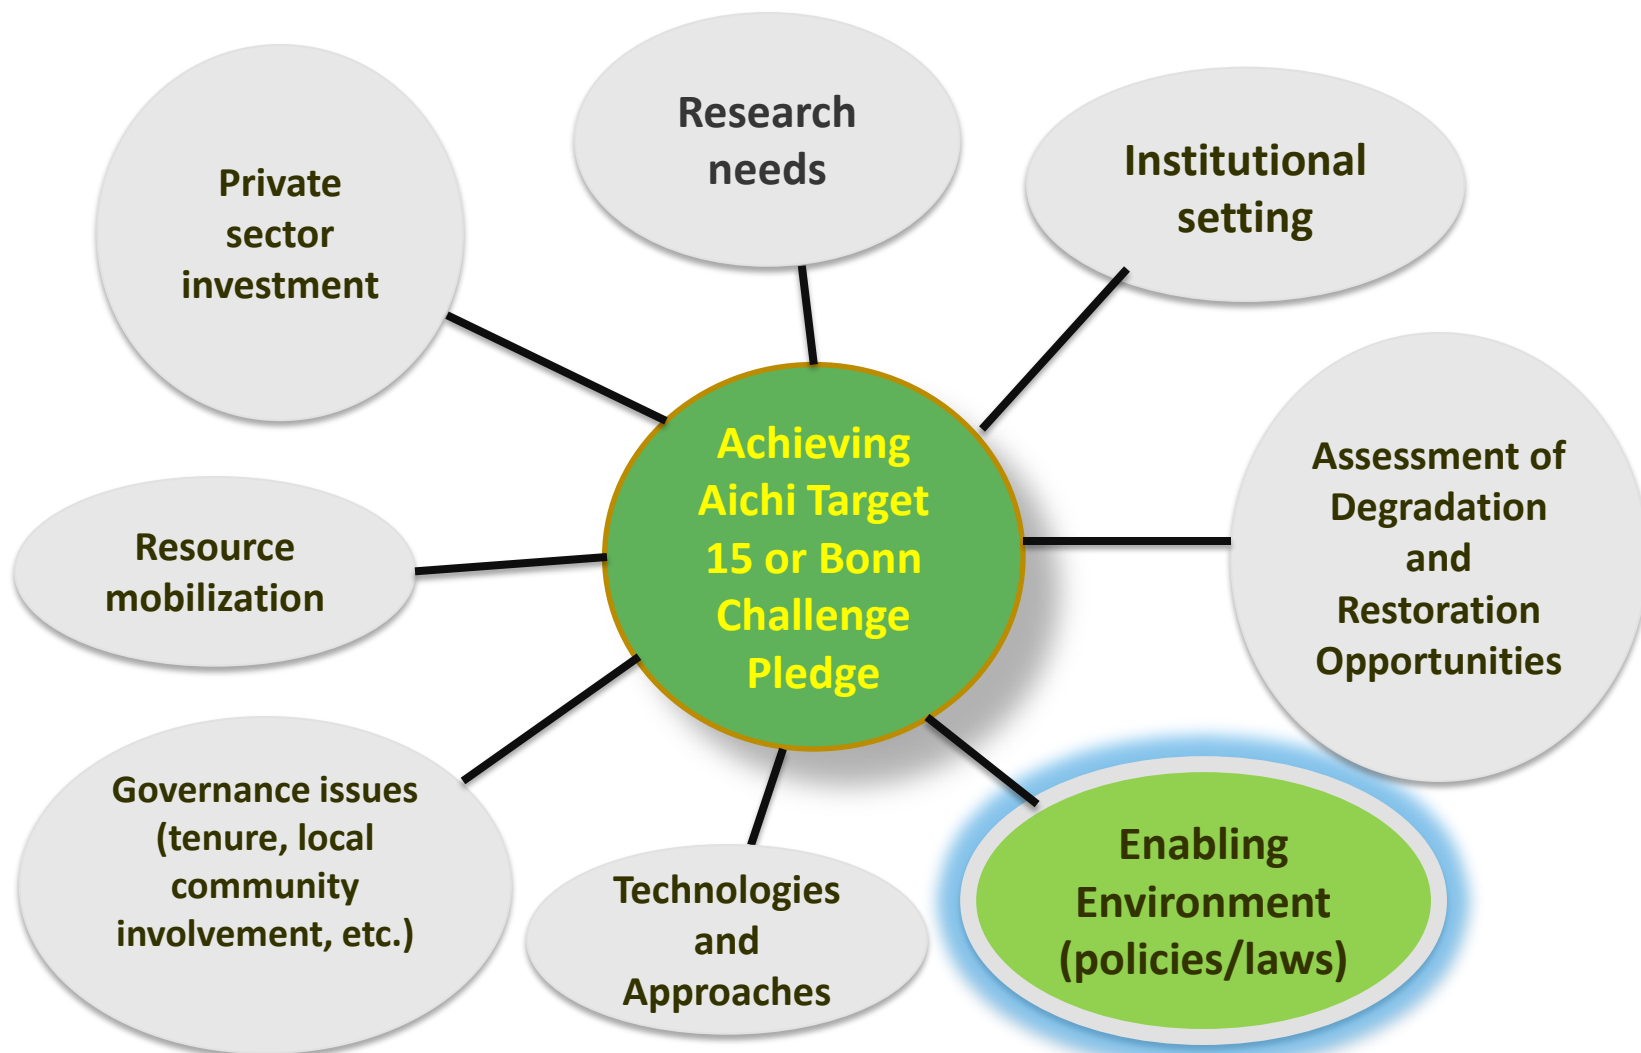 Research
needs
Institutional
setting
Private
sector
investment
Achieving
Aichi Target
15 or Bonn
Challenge
Pledge
Assessment of
Degradation
and
Restoration
Opportunities
Resource
mobilization
Governance issues
(tenure, local
community
involvement, etc.)
Technologies
and
Approaches
Enabling
Environment
(policies/laws)